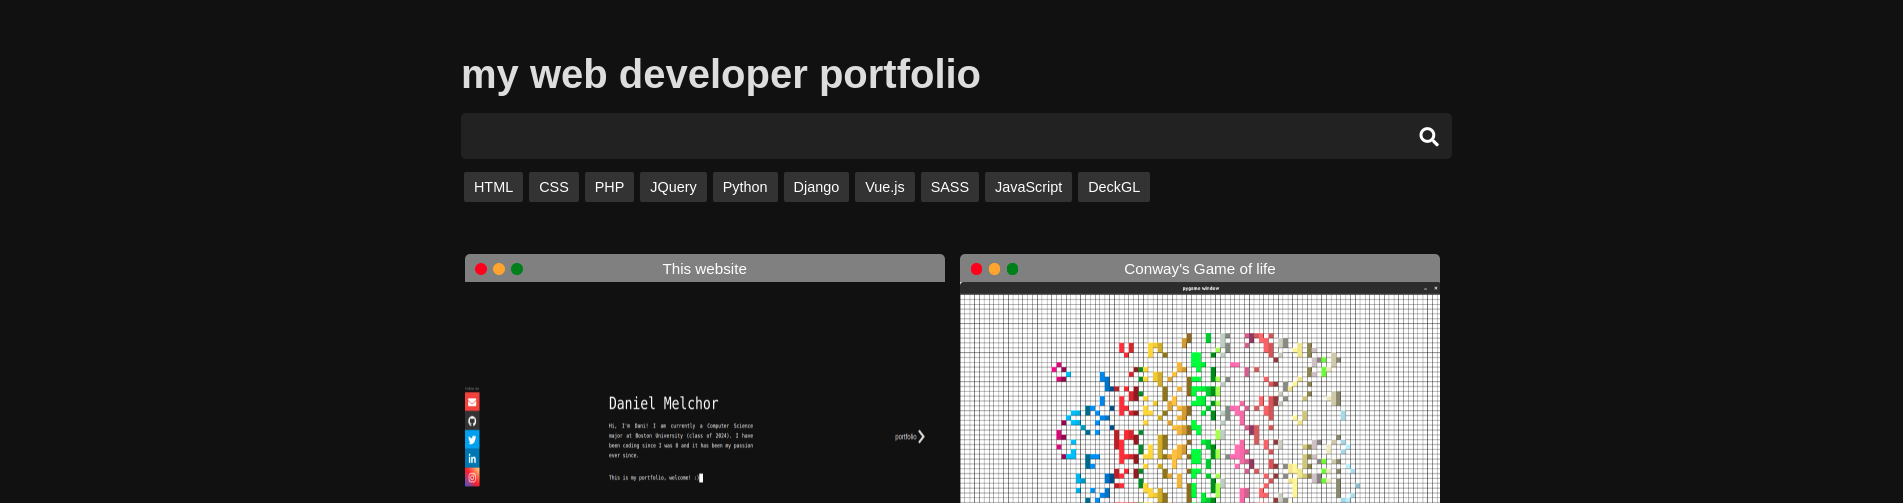 my web developer portfolio
HTML CSS PHP JQuery Python Django Vue.js SASS JavaScript DeckGL
This website
Conway's Game of life
pygame window
Daniel Melchor
Hi, I'm Dani! I am currently a Computer Science
major at Boston University (class of 2024). I have
been coding since I was 8 and it has been my passion
ever since.
portfolio
This is my portfolio, welcome! :)